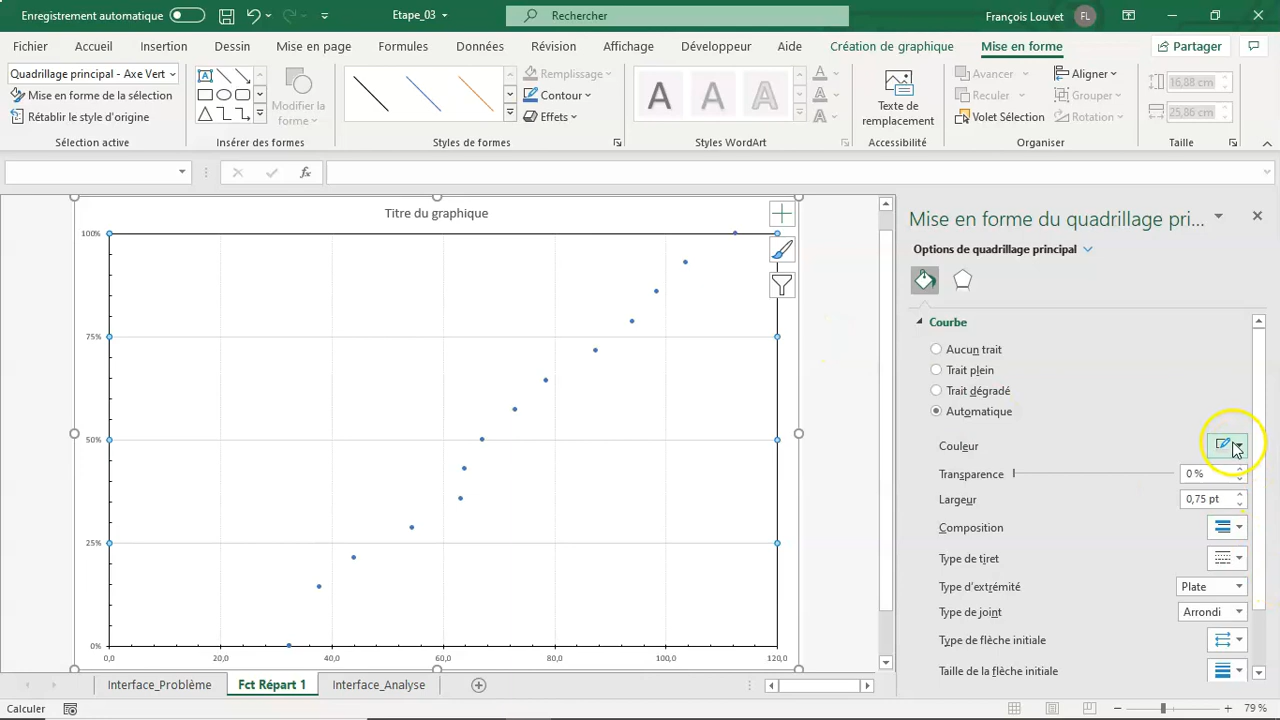 Enregistrement automatique
Etape_03
Rechercher
François Louvet
FL
Fichier Accueil Insertion Dessin Mise en page Formules Données Révision Affichage Développeur Aide Création de graphique Mise en forme Partager
Quadrillage principal - Axe Vert
Mise en forme de la sélection
Rétablir le style d'origine
Sélection active
Modifier la
forme
Insérer des formes
Remplissage
Contour
Effets
Styles de formes
A A A
Styles WordArt
Texte de
remplacement
Accessibilité
Avancer
Reculer
Volet Sélection
Aligner
Grouper
Rotation
Organiser
16,88 cm
25,86 cm
Taille
fx
Titre du graphique
100%
75%
50%
25%
0%
0,0 20,0 40,0 60,0 80,0 100,0 120,0
Mise en forme du quadrillage pri...
Options de quadrillage principal
Courbe
Aucun trait
Trait plein
Trait dégradé
Automatique
Couleur
Transparence 0 %
Largeur 0,75 pt
Composition
Type de tiret
Type d'extrémité Plate
Type de joint Arrondi
Type de flèche initiale
Taille de la flèche initiale
Interface_Problème Fct Répart 1 Interface_Analyse
Calculer
79 %